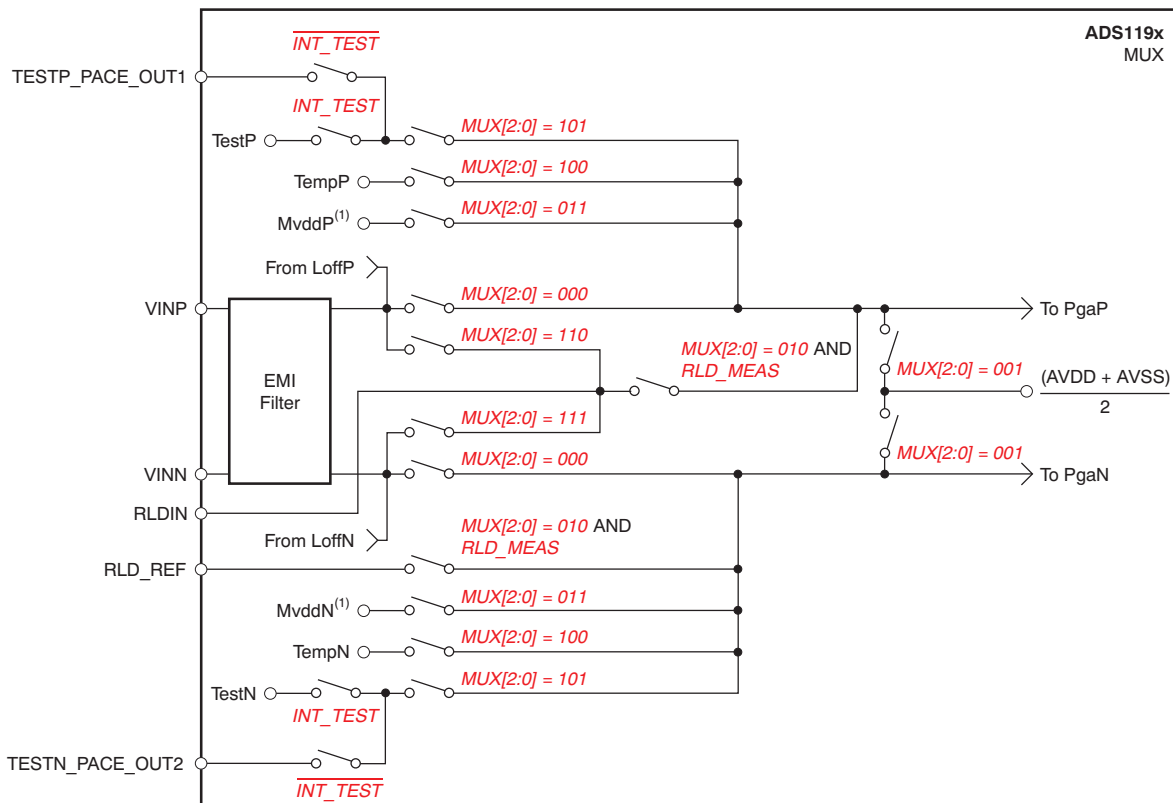 ADS119x
MUX
INT_TEST
TESTP_PACE_OUT1
INT_TEST
TestP
MUX[2:0] = 101
TempP
MUX[2:0] = 100
MvddP(1)
MUX[2:0] = 011
From LoffP
VINP
MUX[2:0] = 000
To PgaP
MUX[2:0] = 110
MUX[2:0] = 010 AND
RLD_MEAS
MUX[2:0] = 001
EMI
Filter
(AVDD + AVSS)
2
MUX[2:0] = 111
MUX[2:0] = 001
VINN
MUX[2:0] = 000
To PgaN
RLDIN
From LoffN
MUX[2:0] = 010 AND
RLD_MEAS
RLD_REF
MvddN(1)
MUX[2:0] = 011
TempN
MUX[2:0] = 100
TestN
MUX[2:0] = 101
INT_TEST
TESTN_PACE_OUT2
INT_TEST